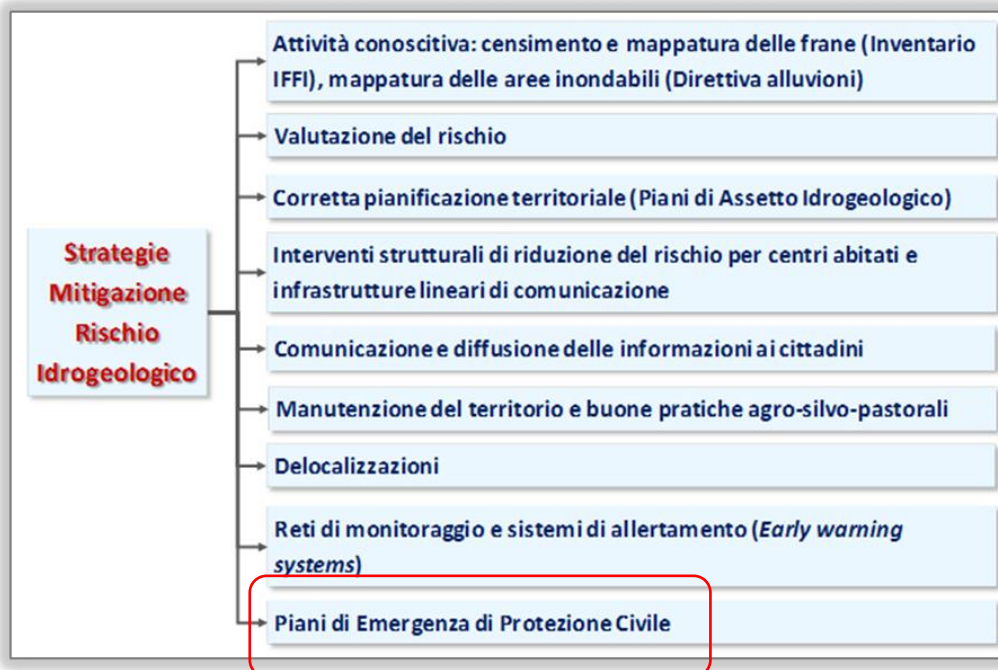 Strategie
Mitigazione
Rischio
Idrogeologico
Attività conoscitiva: censimento e mappatura delle frane (Inventario
IFFI), mappatura delle aree inondabili (Direttiva alluvioni)
Valutazione del rischio
Corretta pianificazione territoriale (Piani di Assetto Idrogeologico)
Interventi strutturali di riduzione del rischio per centri abitati e
infrastrutture lineari di comunicazione
Comunicazione e diffusione delle informazioni ai cittadini
Manutenzione del territorio e buone pratiche agro-silvo-pastorali
Delocalizzazioni
Reti di monitoraggio e sistemi di allertamento (Early warning
systems)
Piani di Emergenza di Protezione Civile